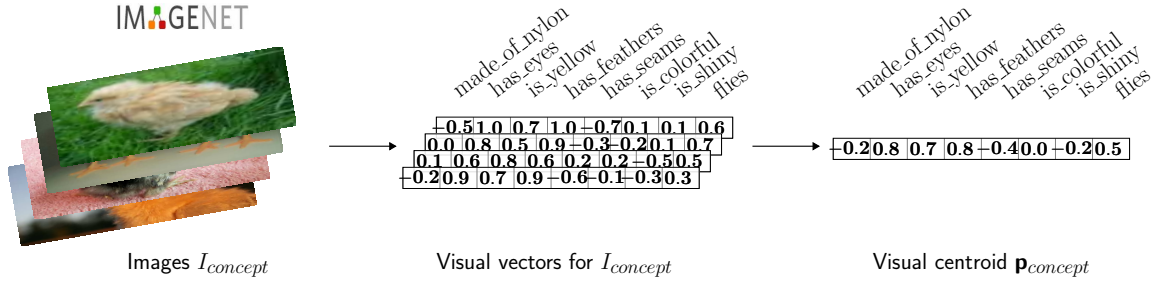 IMAGENET
made_of_nylon
has_eyes
is_yellow
has_feathers
has_seams
is_colorful
is_shiny
flies
−0.5 1.0 0.7 1.0 −0.7 0.1 0.1 0.6
0.0 0.8 0.5 0.9 −0.3 −0.2 0.1 0.7
0.1 0.6 0.8 0.6 0.2 0.2 −0.5 0.5
−0.2 0.9 0.7 0.9 −0.6 −0.1 −0.3 0.3
made_of_nylon
has_eyes
is_yellow
has_feathers
has_seams
is_colorful
is_shiny
flies
−0.2 0.8 0.7 0.8 −0.4 0.0 −0.2 0.5
Images I_concept
Visual vectors for I_concept
Visual centroid p_concept